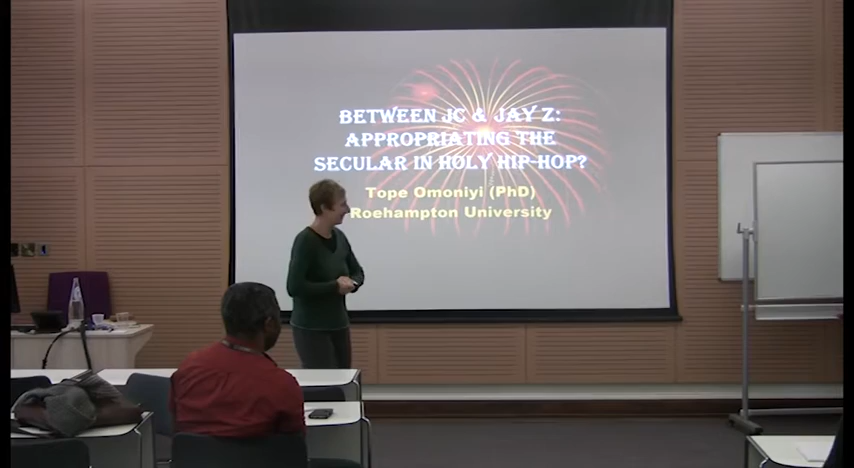 BETWEEN JC & JAY Z:
APPROPRIATING THE
SECULAR IN HOLY HIP-HOP?
Tope Omoniyi (PhD)
Roehampton University